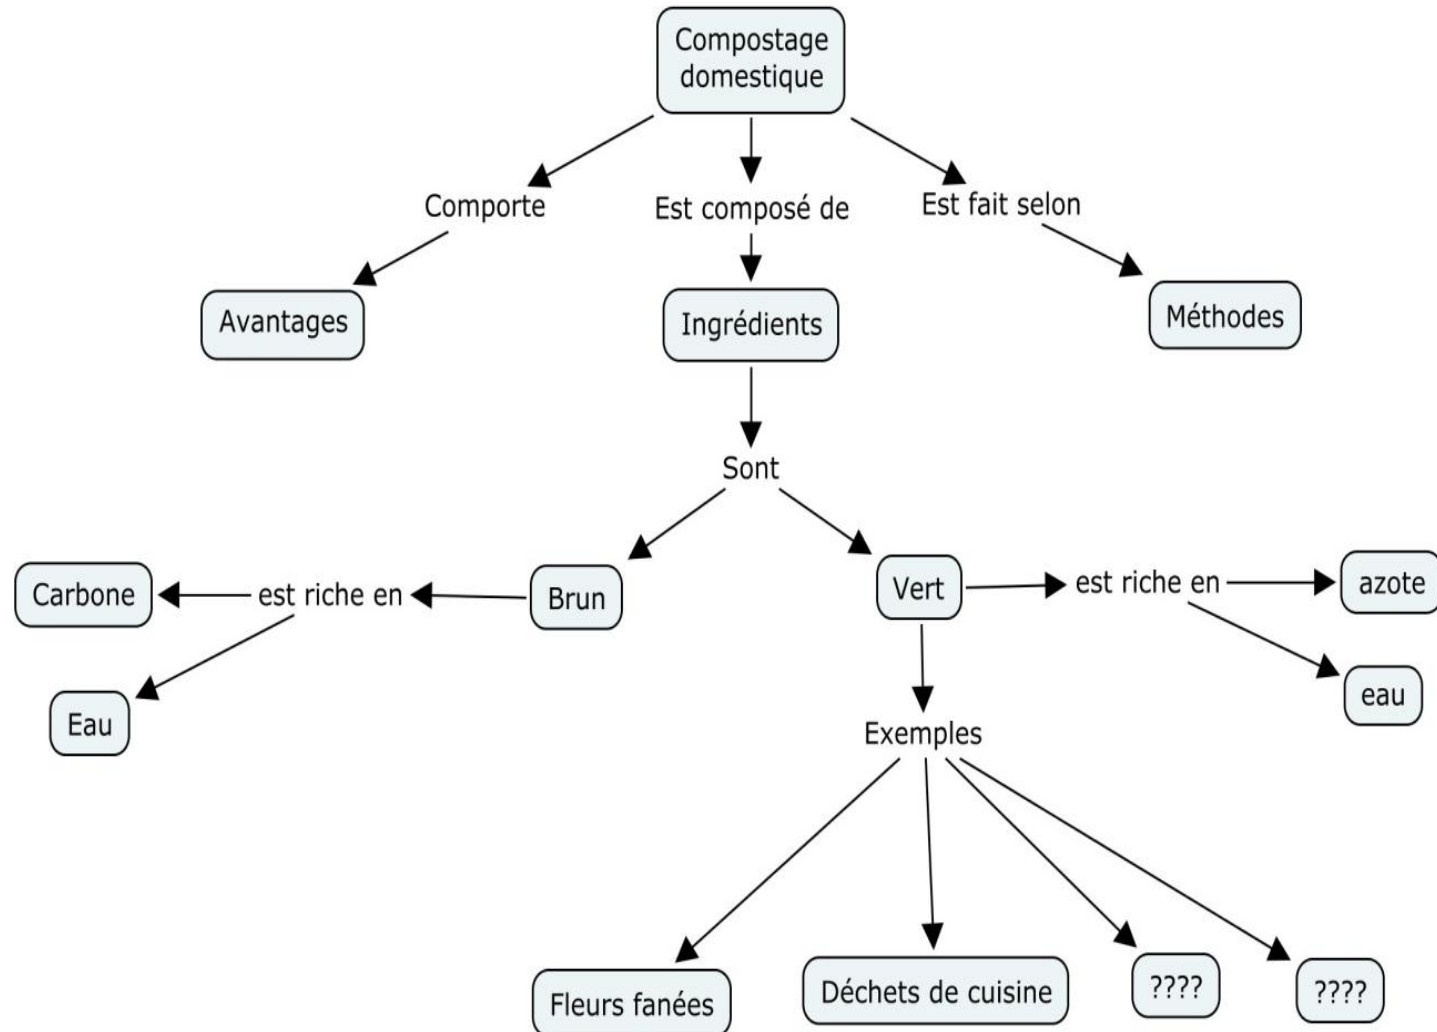 Compostage
domestique
Comporte
Est composé de
Est fait selon
Avantages
Ingrédients
Méthodes
Sont
Carbone
est riche en
Brun
Vert
est riche en
azote
Eau
eau
Exemples
Fleurs fanées
Déchets de cuisine
????
????